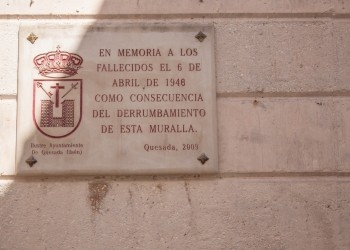 EN MEMORIA A LOS
FALLECIDOS EL 6 DE
ABRIL DE 1946
COMO CONSECUENCIA
DEL DERRUMBAMIENTO
DE ESTA MURALLA.
Quesada, 2005
Excmo. Ayuntamiento
De Quesada (Jaén)